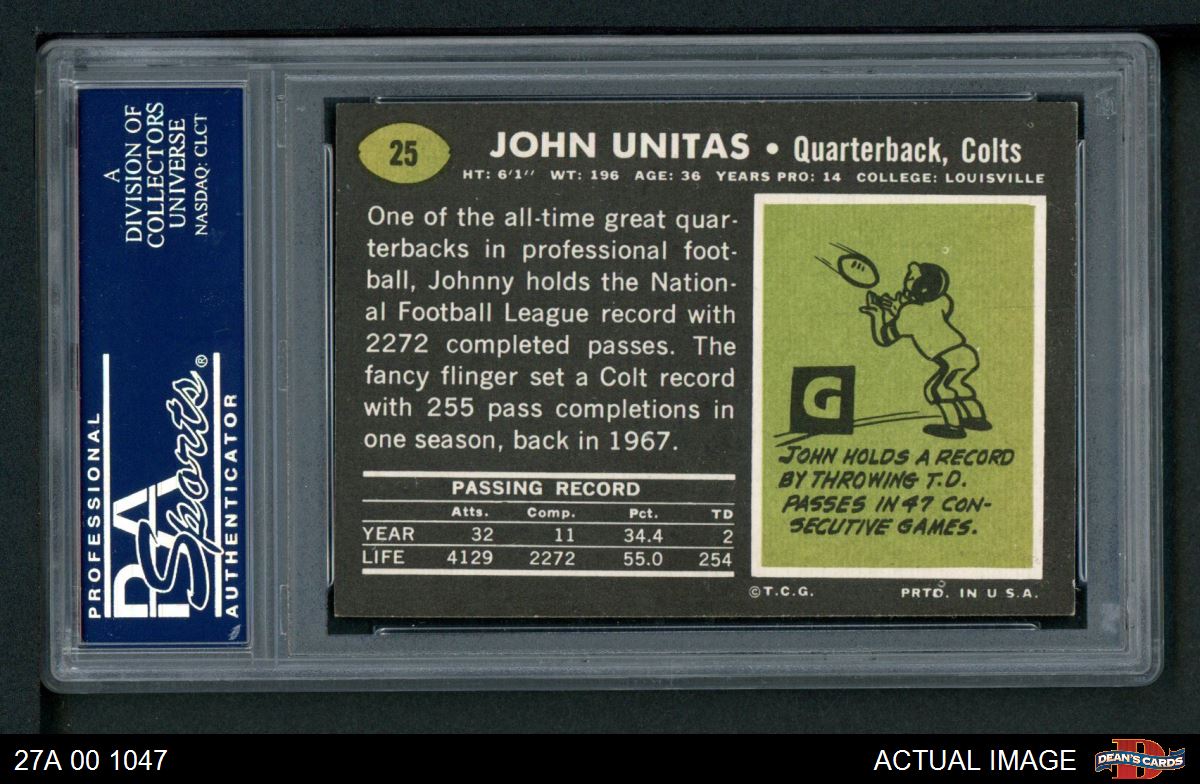 A
DIVISION OF
COLLECTORS
UNIVERSE
NASDAQ: CLCT
PROFESSIONAL
PSA
Sports®
AUTHENTICATOR
25
JOHN UNITAS • Quarterback, Colts
HT: 6'1" WT: 196 AGE: 36 YEARS PRO: 14 COLLEGE: LOUISVILLE
One of the all-time great quar-
terbacks in professional foot-
ball, Johnny holds the Nation-
al Football League record with
2272 completed passes. The
fancy flinger set a Colt record
with 255 pass completions in
one season, back in 1967.
PASSING RECORD
Atts. Comp. Pct. TD
YEAR 32 11 34.4 2
LIFE 4129 2272 55.0 254
G
JOHN HOLDS A RECORD
BY THROWING T.D.
PASSES IN 47 CON-
SECUTIVE GAMES.
©T.C.G. PRTD. IN U S.A.
27A 00 1047
ACTUAL IMAGE
D
DEAN'S CARDS